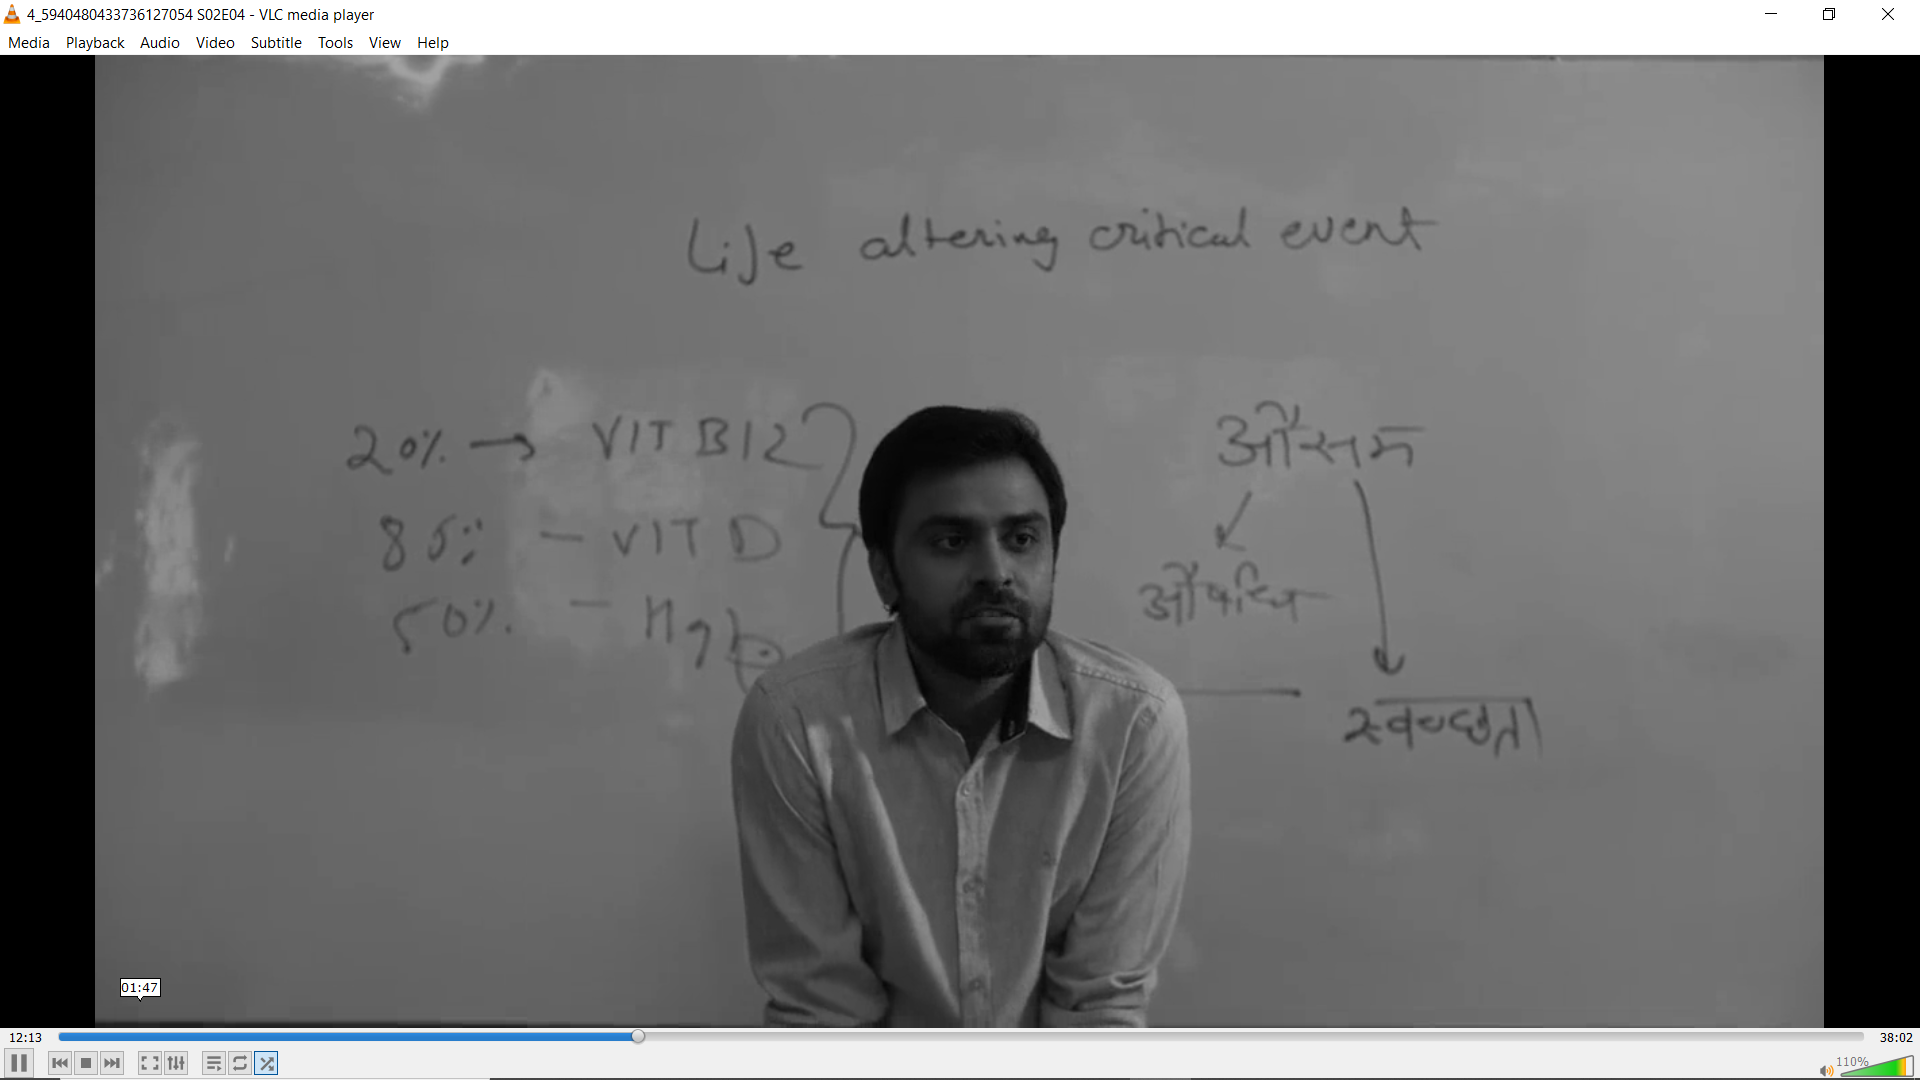 4_5940480433736127054 S02E04 - VLC media player
Media Playback Audio Video Subtitle Tools View Help
Life altering critical event
20% → VIT B12
85% - VIT D
50% - Hgb
औसत
औषधि
स्वच्छता
01:47
12:13
38:02
110%